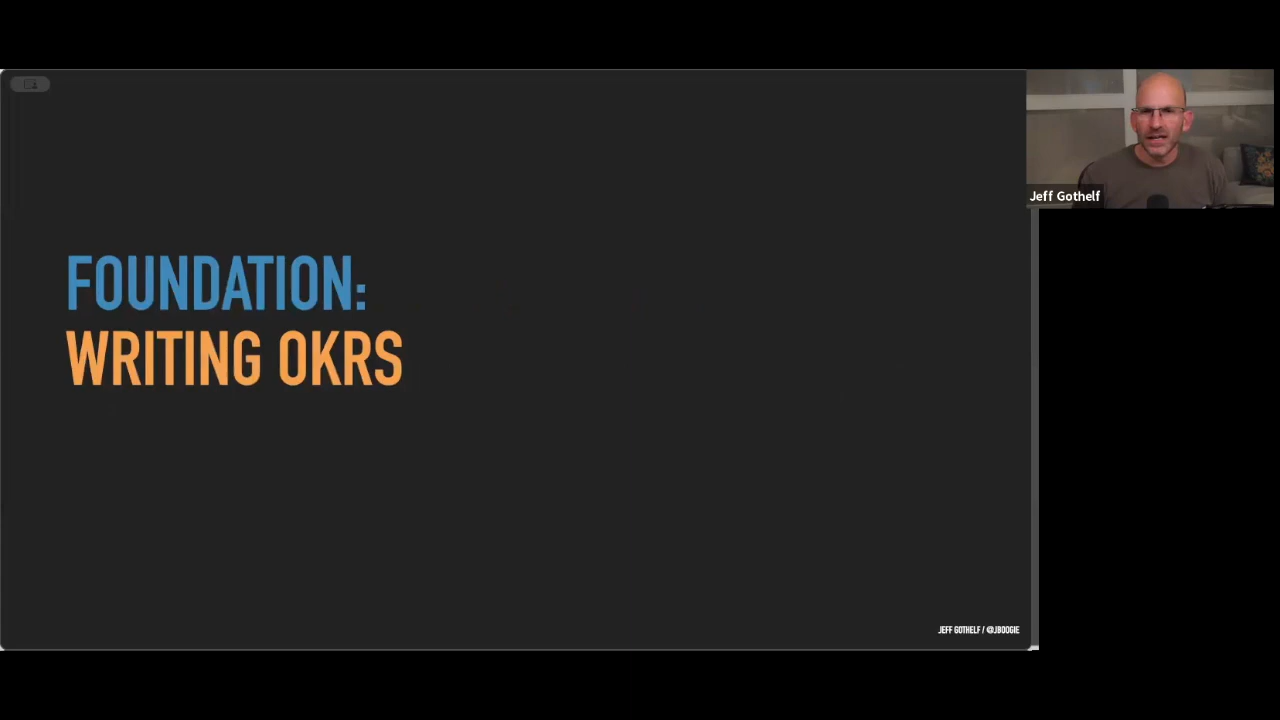 FOUNDATION:
WRITING OKRS
Jeff Gothelf
JEFF GOTHELF / @JBOOGIE